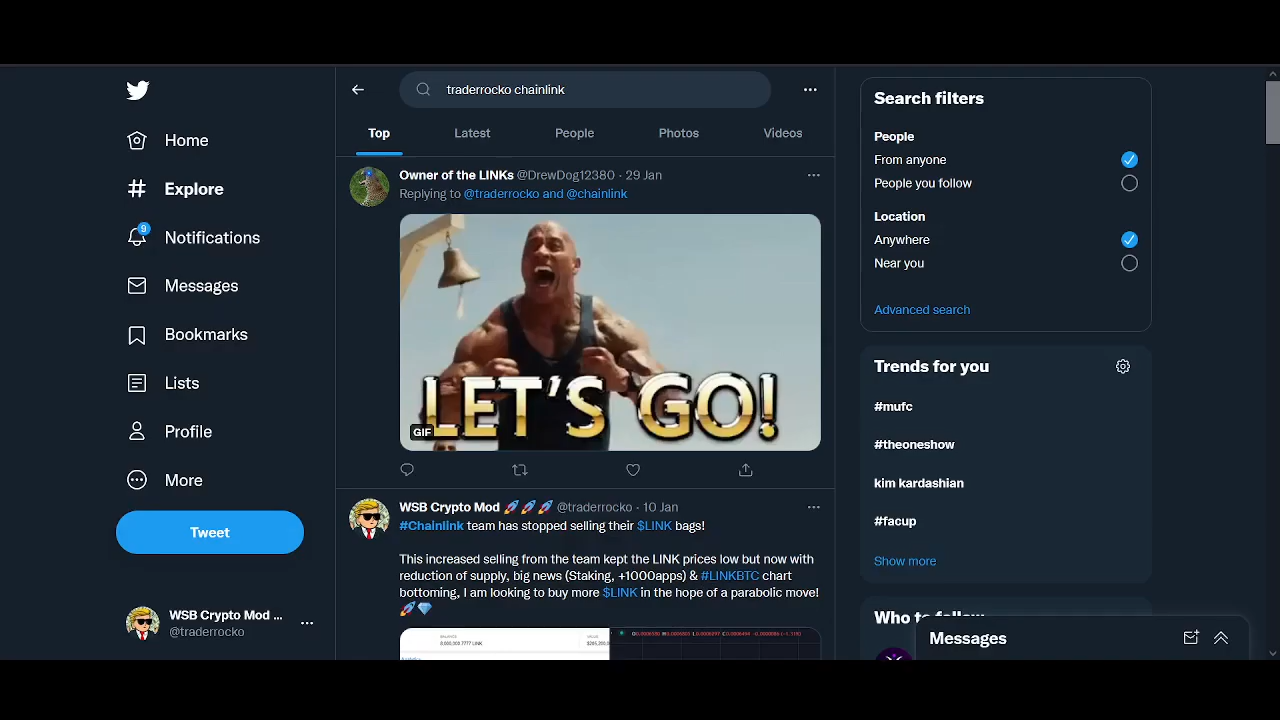 traderrocko chainlink
Top
Latest
People
Photos
Videos
Home
Explore
9
Notifications
Messages
Bookmarks
Lists
Profile
More
Tweet
WSB Crypto Mod ...
@traderrocko
Owner of the LINKs @DrewDog12380 · 29 Jan
Replying to @traderrocko and @chainlink
LET'S GO!
GIF
WSB Crypto Mod 🚀🚀🚀 @traderrocko · 10 Jan
#Chainlink team has stopped selling their $LINK bags!
This increased selling from the team kept the LINK prices low but now with
reduction of supply, big news (Staking, +1000apps) & #LINKBTC chart
bottoming, I am looking to buy more $LINK in the hope of a parabolic move!
🚀💎
BALANCE
VALUE
Search filters
People
From anyone
People you follow
Location
Anywhere
Near you
Advanced search
Trends for you
#mufc
#theoneshow
kim kardashian
#facup
Show more
Who to follow
Messages